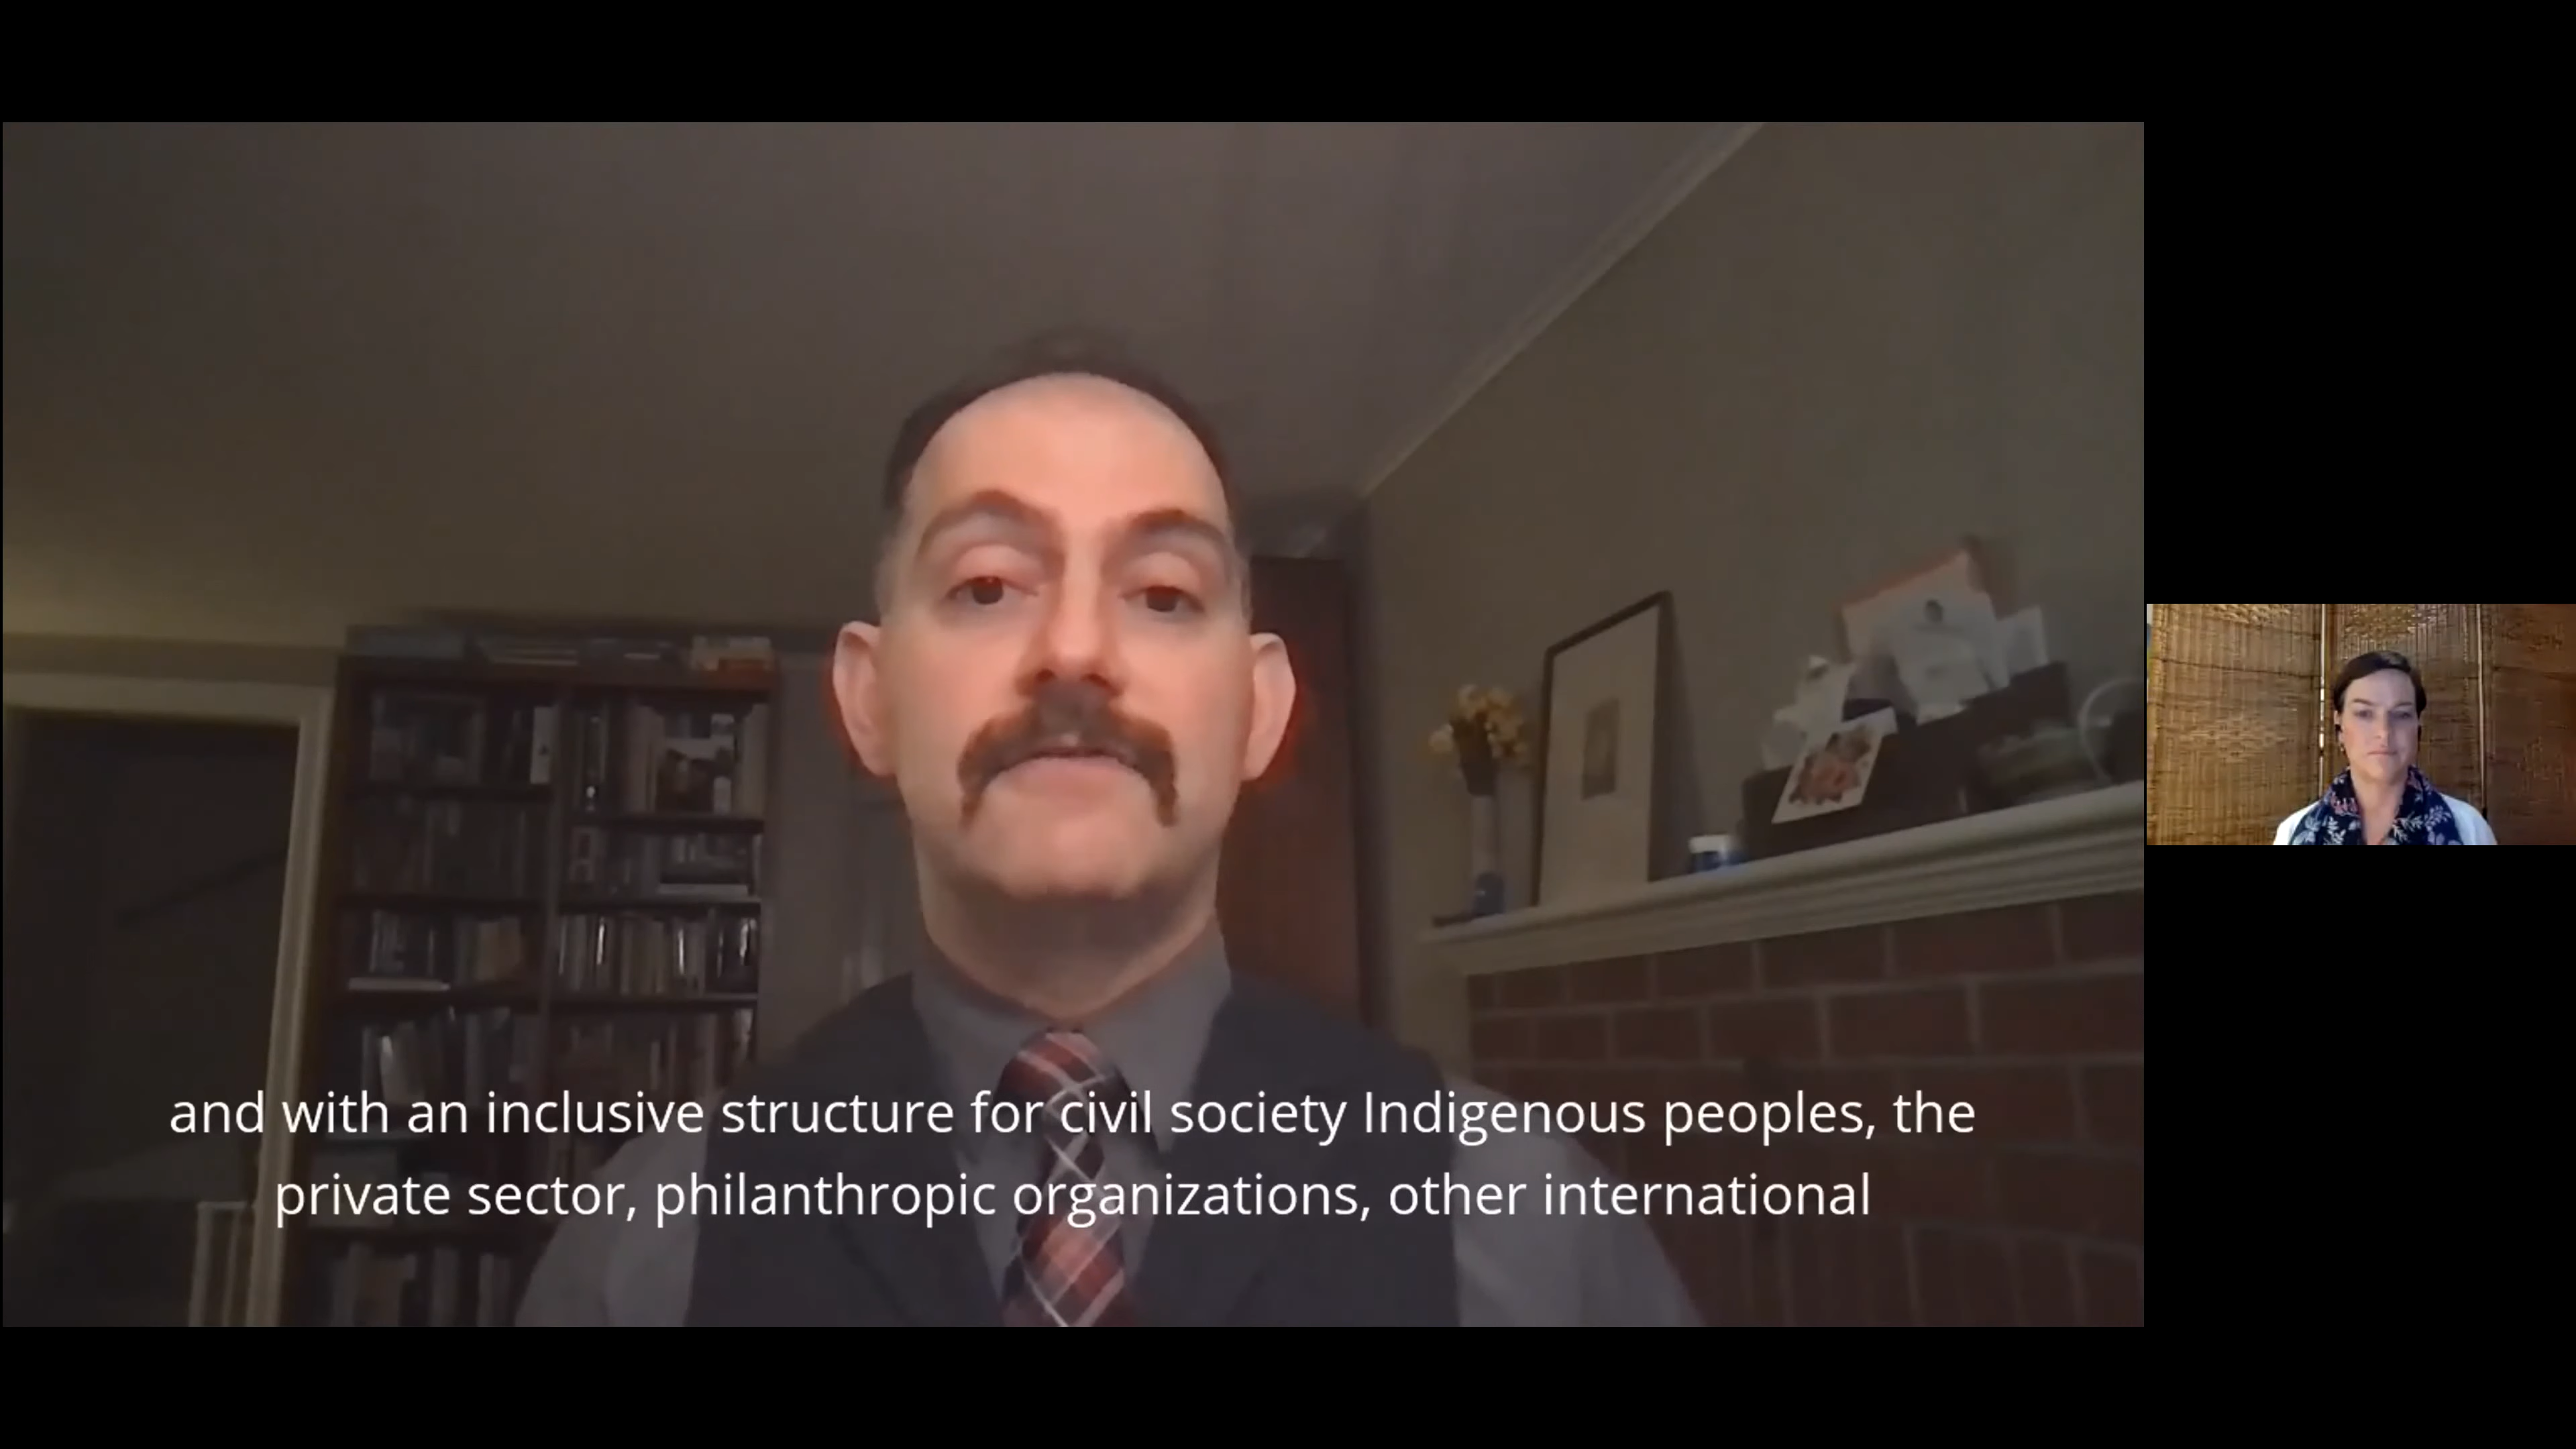 and with an inclusive structure for civil society Indigenous peoples, the
private sector, philanthropic organizations, other international